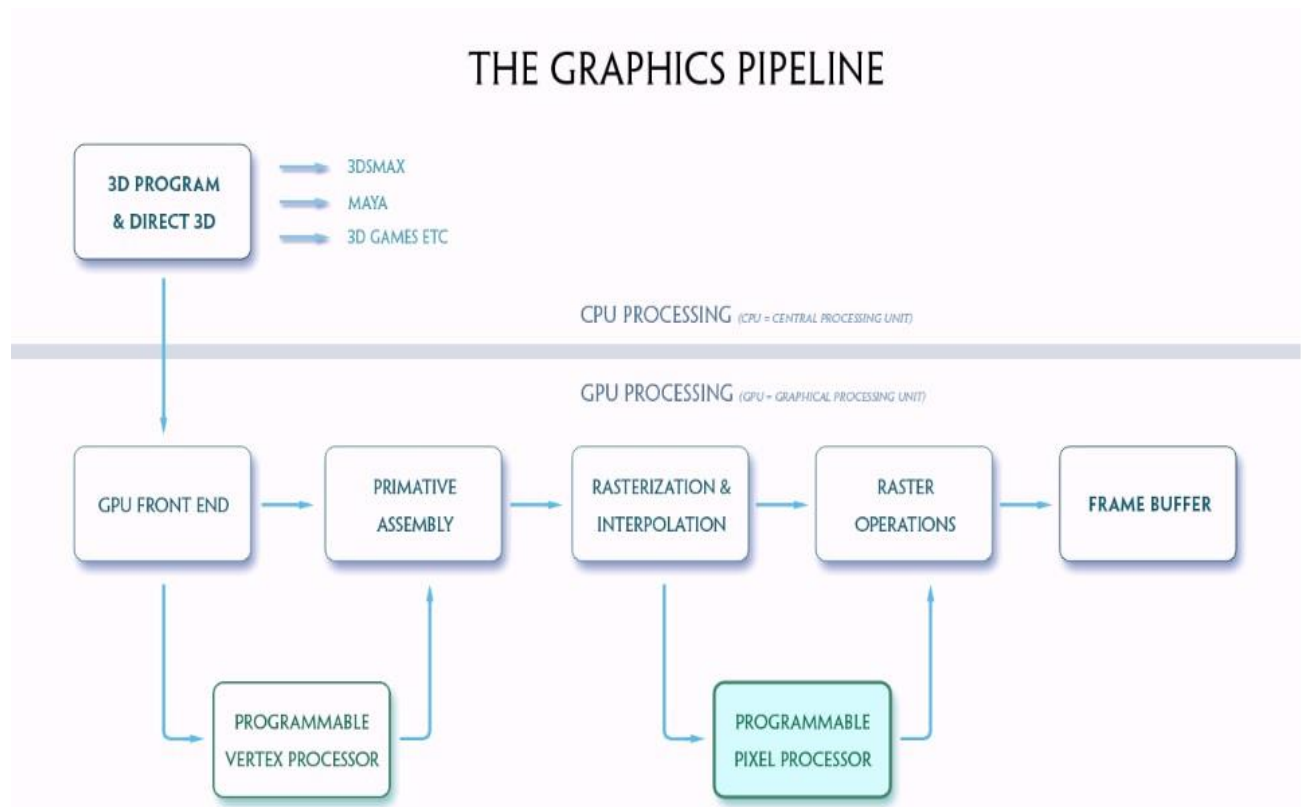 THE GRAPHICS PIPELINE
3D PROGRAM
& DIRECT 3D
3DSMAX
MAYA
3D GAMES ETC
CPU PROCESSING (CPU = CENTRAL PROCESSING UNIT)
GPU PROCESSING (GPU = GRAPHICAL PROCESSING UNIT)
GPU FRONT END
PRIMATIVE
ASSEMBLY
RASTERIZATION &
INTERPOLATION
RASTER
OPERATIONS
FRAME BUFFER
PROGRAMMABLE
VERTEX PROCESSOR
PROGRAMMABLE
PIXEL PROCESSOR